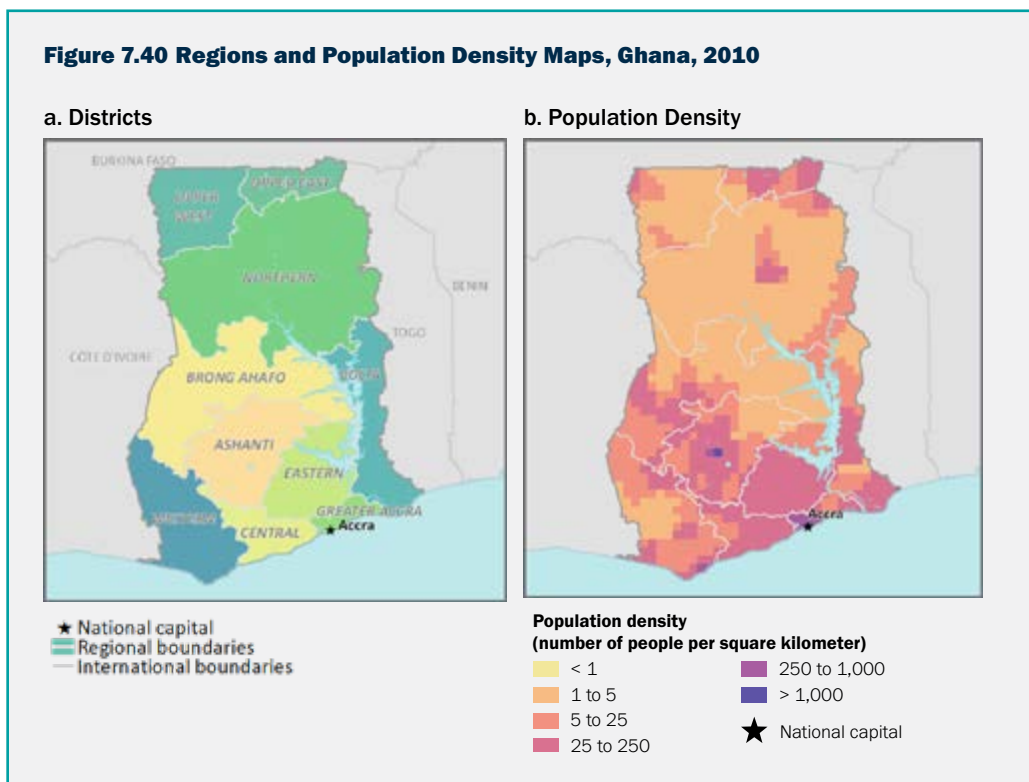 Figure 7.40 Regions and Population Density Maps, Ghana, 2010
a. Districts
BURKINA FASO
UPPER EAST
UPPER
WEST
NORTHERN
BENIN
TOGO
CÔTE D'IVOIRE
VOLTA
BRONG AHAFO
ASHANTI
EASTERN
WESTERN
GREATER ACCRA
CENTRAL
Accra
National capital
Regional boundaries
International boundaries
b. Population Density
Accra
Population density
(number of people per square kilometer)
< 1
1 to 5
5 to 25
25 to 250
250 to 1,000
> 1,000
National capital